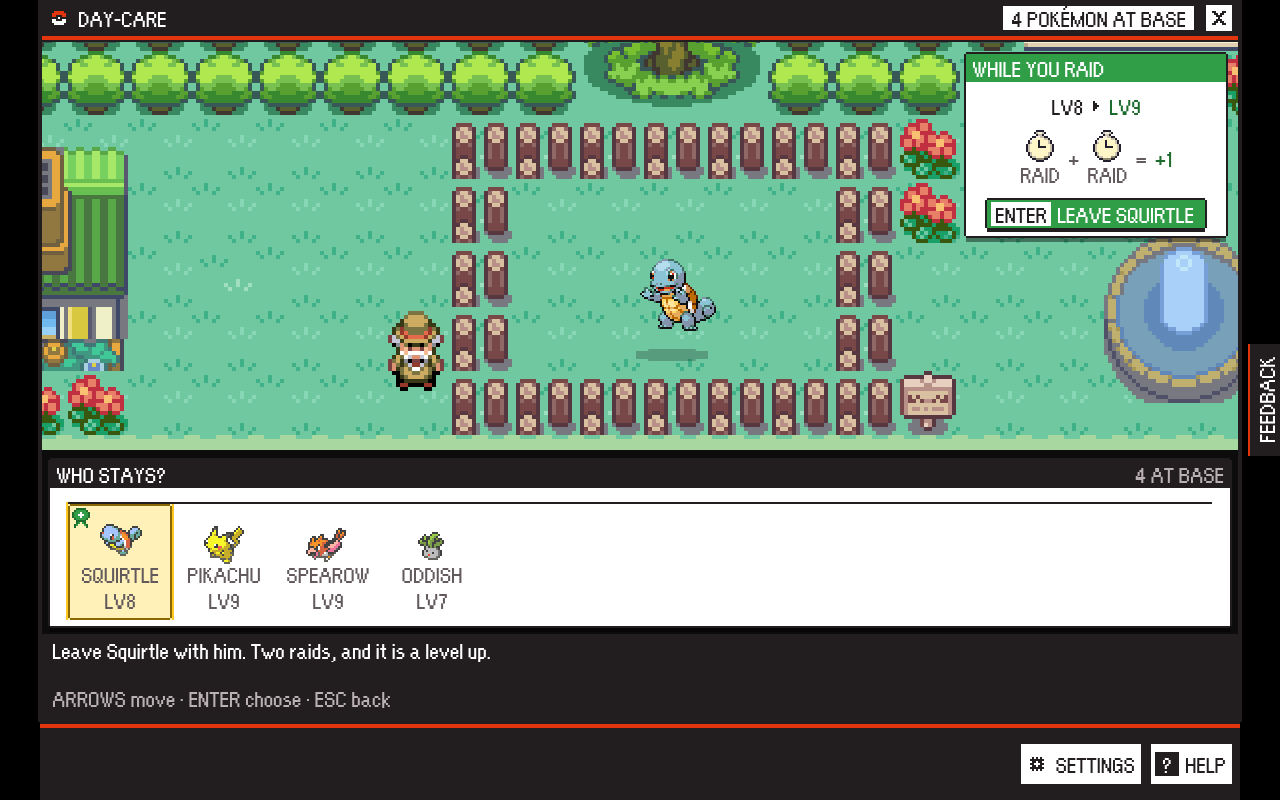 DAY-CARE
4 POKÉMON AT BASE
X
WHILE YOU RAID
LV8 LV9
RAID + RAID = +1
ENTER LEAVE SQUIRTLE
FEEDBACK
WHO STAYS?
4 AT BASE
SQUIRTLE
LV8
PIKACHU
LV9
SPEAROW
LV9
ODDISH
LV7
Leave Squirtle with him. Two raids, and it is a level up.
ARROWS move · ENTER choose · ESC back
SETTINGS
? HELP